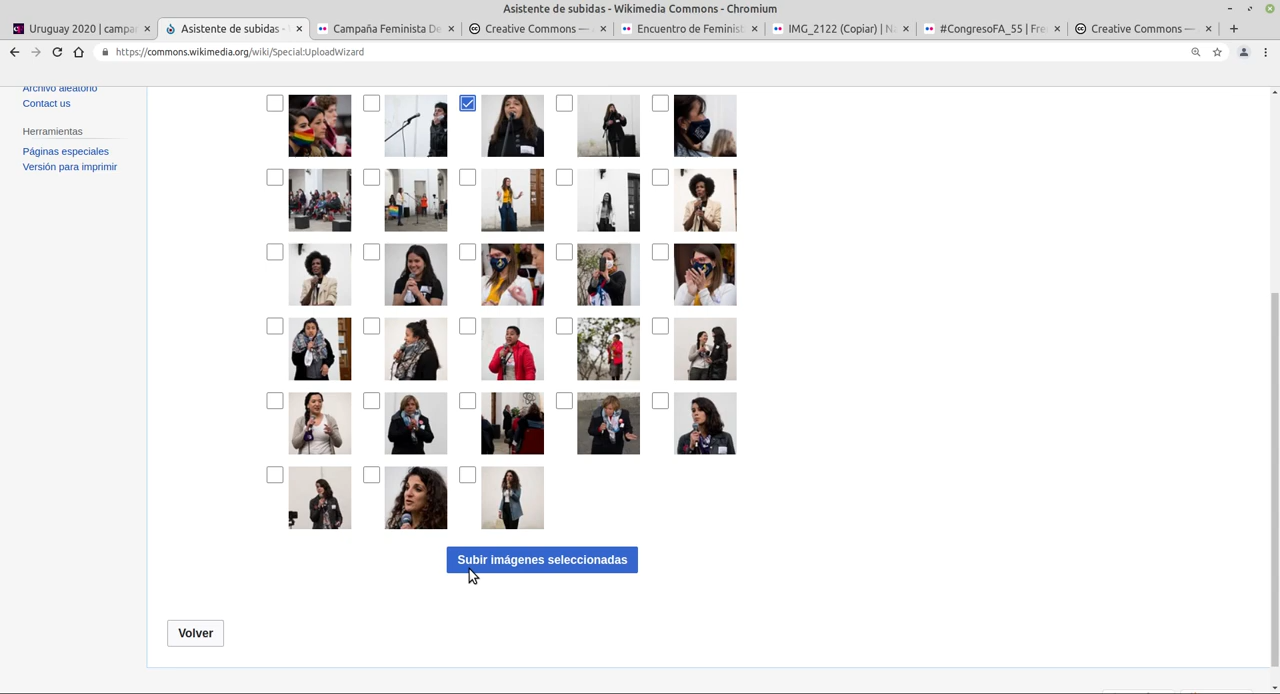 Asistente de subidas - Wikimedia Commons - Chromium
Uruguay 2020 | campa
Asistente de subidas -
Campaña Feminista De
Creative Commons —
Encuentro de Feminist
IMG_2122 (Copiar) | N
#CongresoFA_55 | Fre
Creative Commons —
https://commons.wikimedia.org/wiki/Special:UploadWizard
Archivo aleatorio
Contact us
Herramientas
Páginas especiales
Versión para imprimir
Subir imágenes seleccionadas
Volver